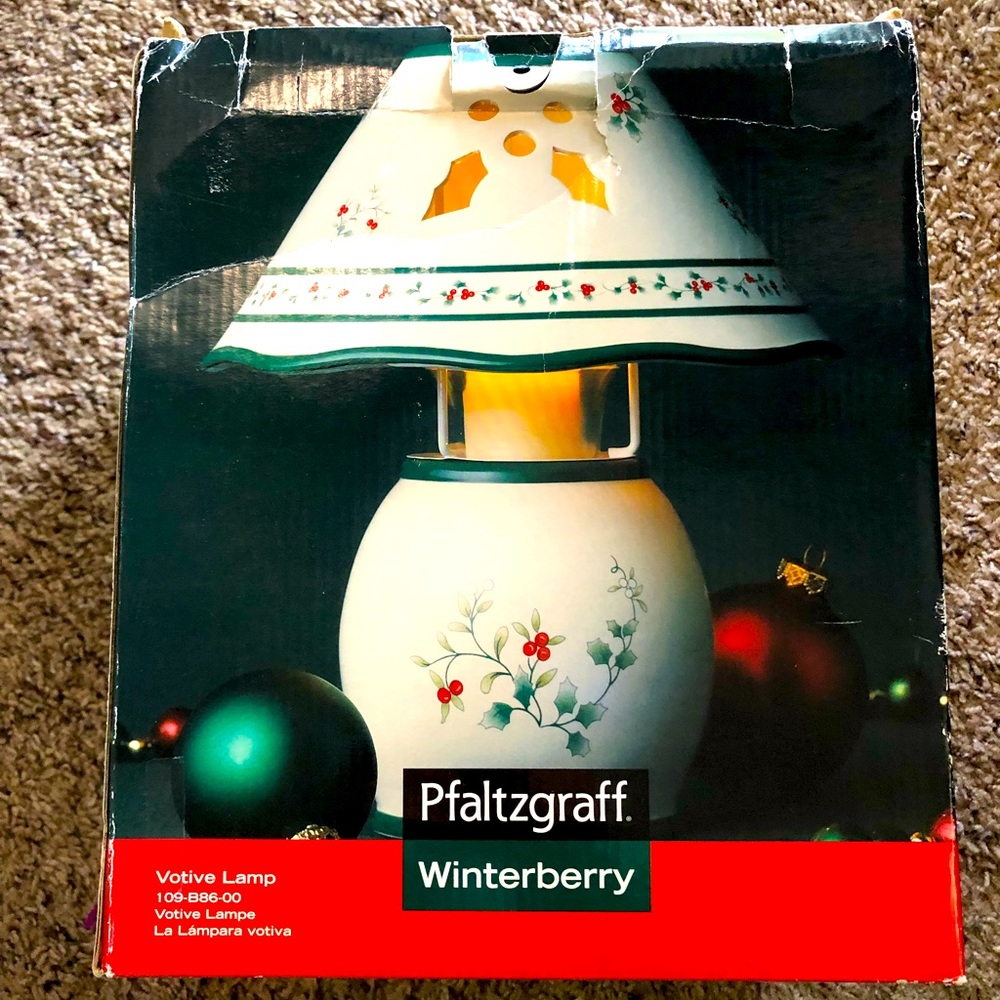 Pfaltzgraff®
Winterberry
Votive Lamp
109-B86-00
Votive Lampe
La Lámpara votiva